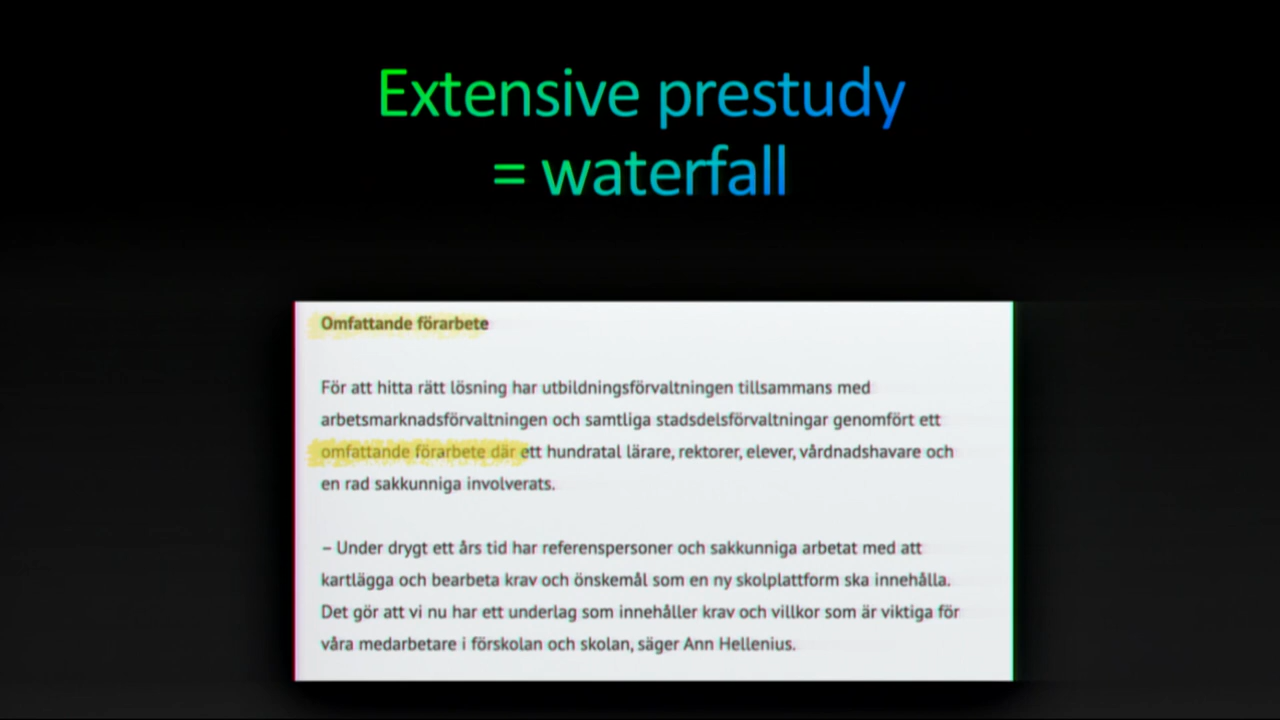 Extensive prestudy
= waterfall
Omfattande förarbete
För att hitta rätt lösning har utbildningsförvaltningen tillsammans med
arbetsmarknadsförvaltningen och samtliga stadsdelsförvaltningar genomfört ett
omfattande förarbete där ett hundratal lärare, rektorer, elever, vårdnadshavare och
en rad sakkunniga involverats.
– Under drygt ett års tid har referenspersoner och sakkunniga arbetat med att
kartlägga och bearbeta krav och önskemål som en ny skolplattform ska innehålla.
Det gör att vi nu har ett underlag som innehåller krav och villkor som är viktiga för
våra medarbetare i förskolan och skolan, säger Ann Hellenius.